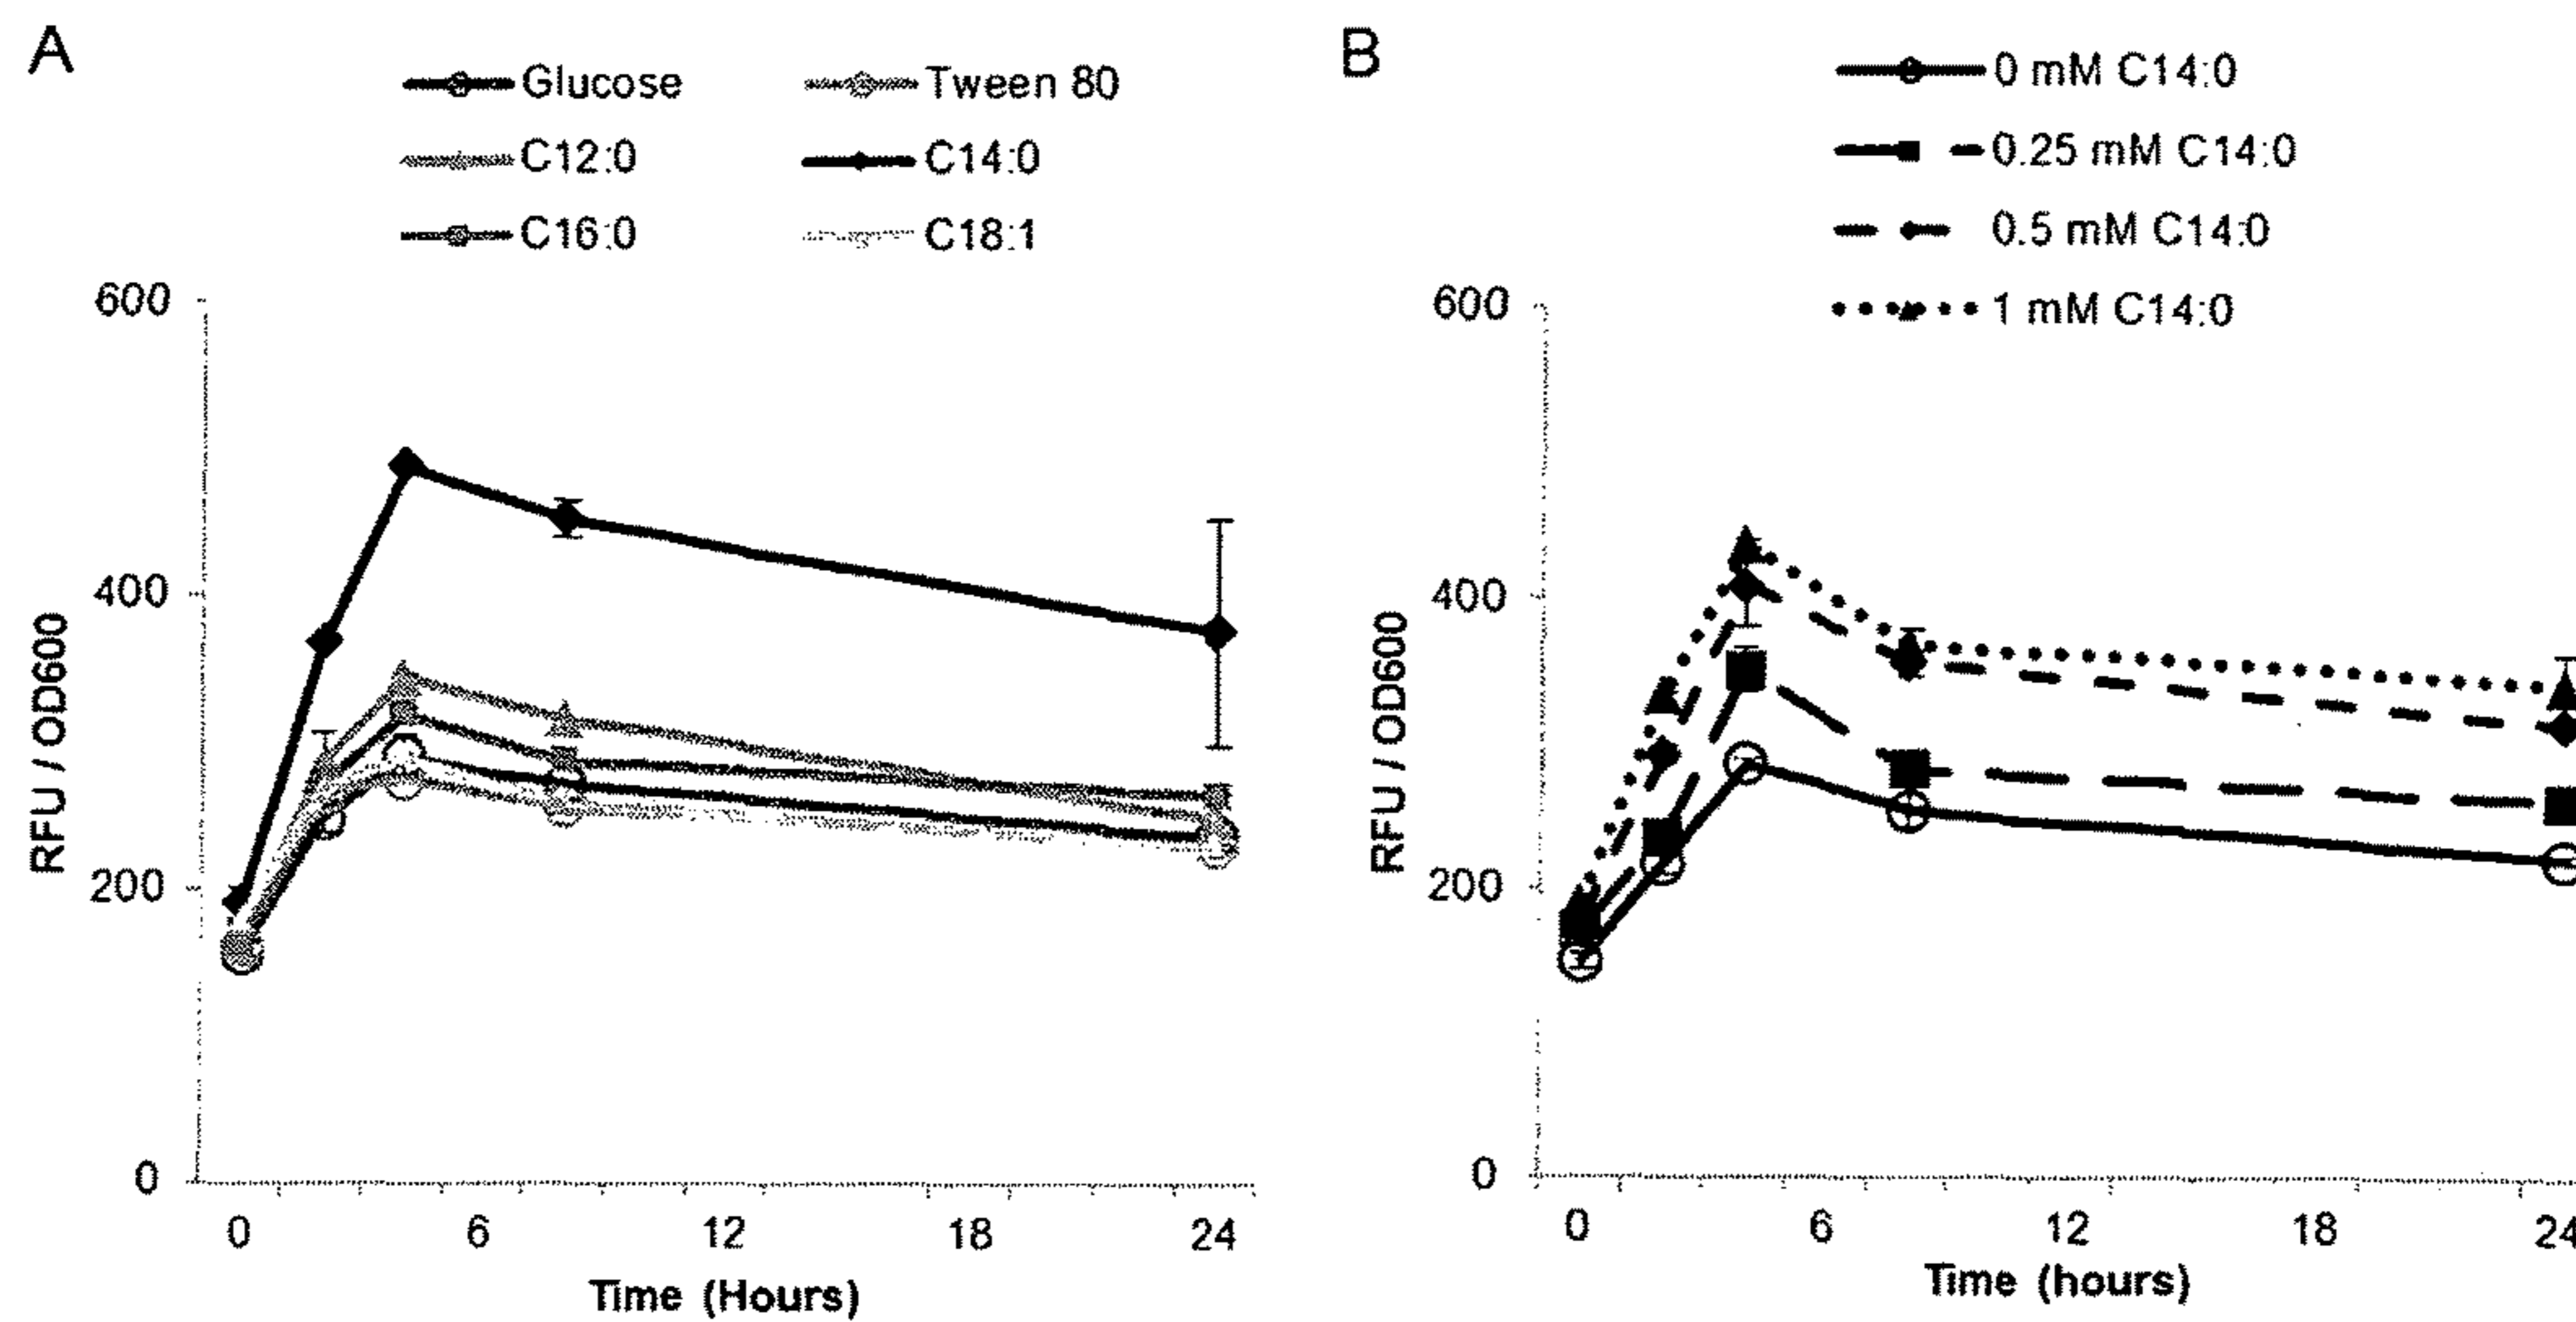 A
Glucose
Tween 80
C12:0
C14:0
C16:0
C18:1
600
400
200
0
RFU / OD600
0 6 12 18 24
Time (Hours)
B
0 mM C14:0
0.25 mM C14:0
0.5 mM C14:0
1 mM C14:0
600
400
200
0
RFU / OD600
0 6 12 18 24
Time (hours)